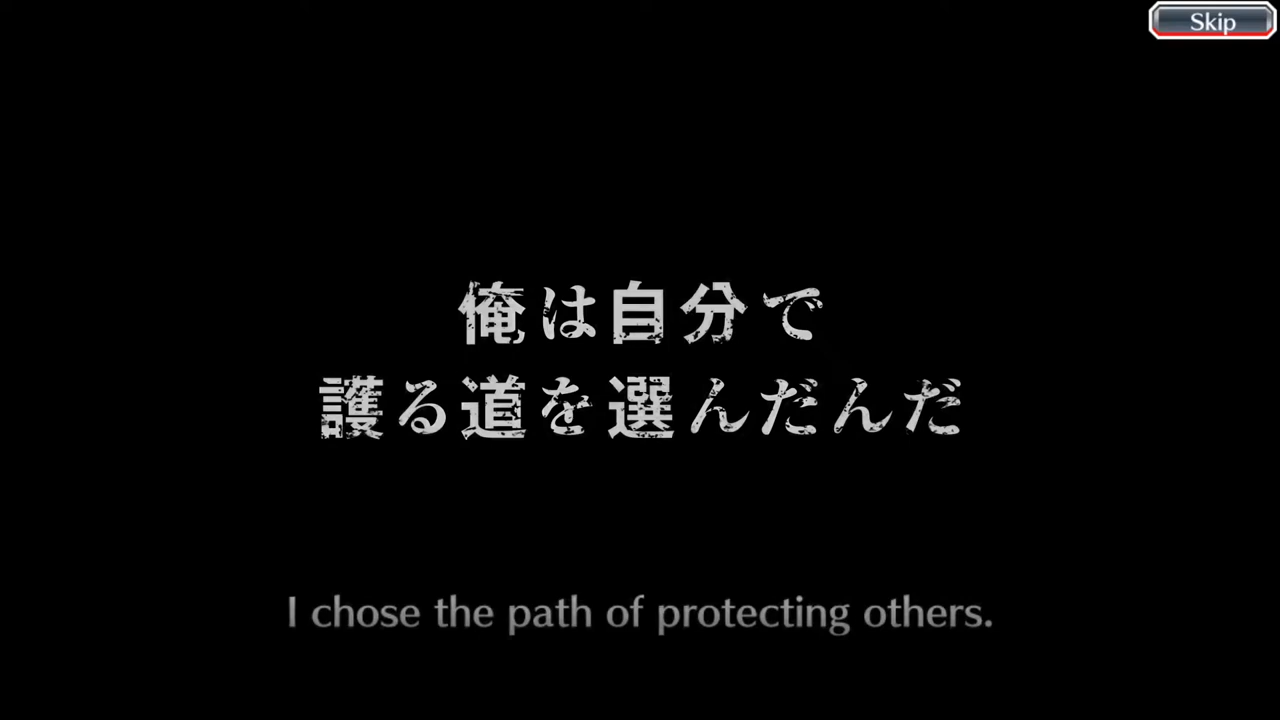 Skip
俺は自分で
護る道を選んだんだ
I chose the path of protecting others.